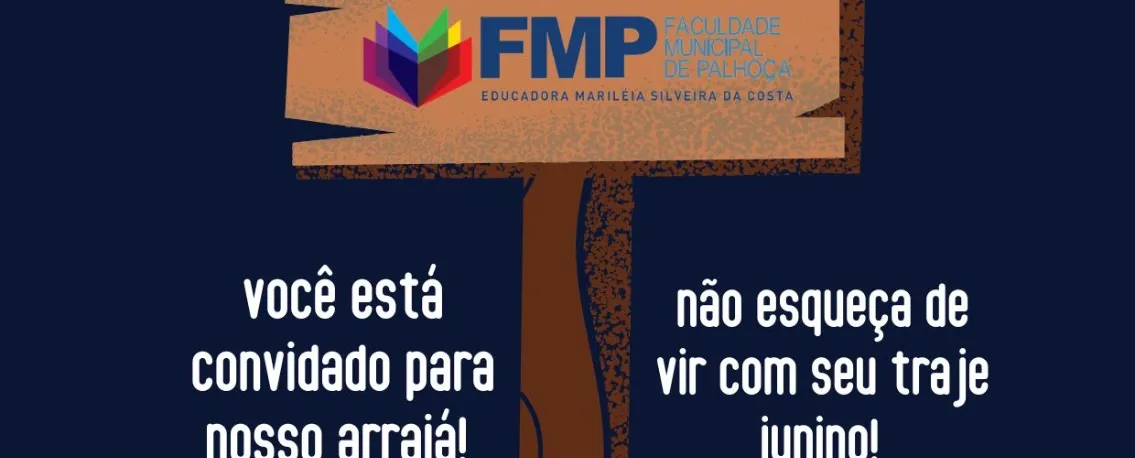 FMP
FACULDADE
MUNICIPAL
DE PALHOÇA
EDUCADORA MARILÉIA SILVEIRA DA COSTA
você está
convidado para
nosso arraiá!
não esqueça de
vir com seu traje
junino!